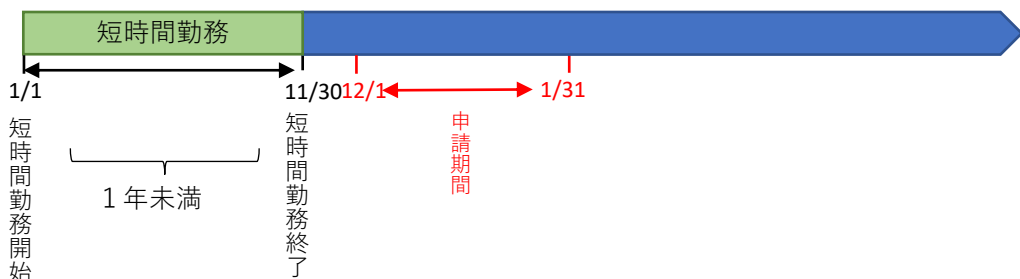 短時間勤務
1/1
11/30
12/1
1/31
短時間勤務開始
１年未満
短時間勤務終了
申請期間